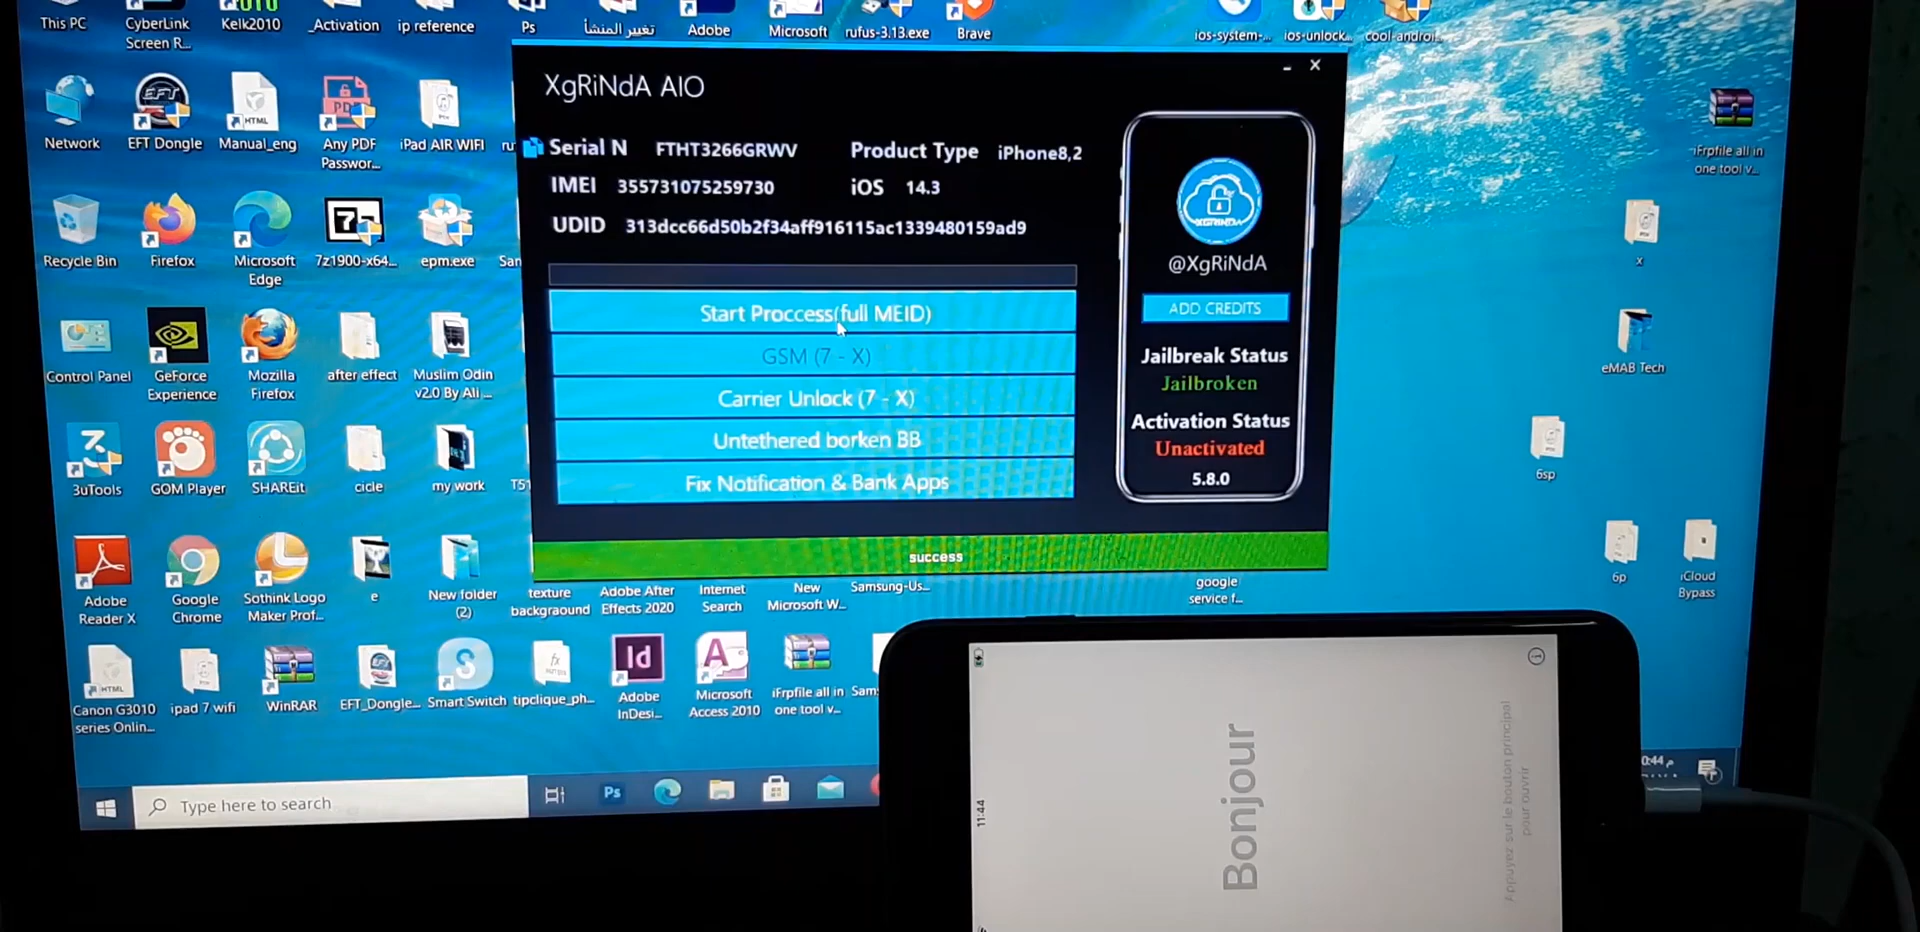 This PC
CyberLink
Screen R...
Kelk2010
_Activation
ip reference
Ps
تغيير المنشأ
Adobe
Microsoft
rufus-3.13.exe
Brave
ios-system-...
ios-unlock...
cool-androi...
Network
EFT Dongle
Manual_eng
Any PDF
Passwor...
iPad AIR WIFI
iFrpfile all in
one tool v...
Recycle Bin
Firefox
Microsoft
Edge
7z1900-x64...
epm.exe
x
Control Panel
GeForce
Experience
Mozilla
Firefox
after effect
Muslim Odin
v2.0 By Ali ...
eMAB Tech
3uTools
GOM Player
SHAREit
cicle
my work
6sp
Adobe
Reader X
Google
Chrome
Sothink Logo
Maker Prof...
e
New folder
(2)
texture
backgraound
Adobe After
Effects 2020
Internet
Search
New
Microsoft W...
Samsung-Us...
google
service f...
6p
iCloud
Bypass
Canon G3010
series Onlin...
ipad 7 wifi
WinRAR
EFT_Dongle...
Smart Switch
tipclique_ph...
Adobe
InDesi...
Microsoft
Access 2010
iFrpfile all in
one tool v...
XgRiNdA AIO
Serial N FTHT3266GRWV Product Type iPhone8,2
IMEI 355731075259730 iOS 14.3
UDID 313dcc66d50b2f34aff916115ac1339480159ad9
Start Proccess(full MEID)
GSM (7 - X)
Carrier Unlock (7 - X)
Untethered borken BB
Fix Notification & Bank Apps
success
XGRINDA
@XgRiNdA
ADD CREDITS
Jailbreak Status
Jailbroken
Activation Status
Unactivated
5.8.0
Type here to search
11:44
Bonjour
Appuyez sur le bouton principal
pour ouvrir